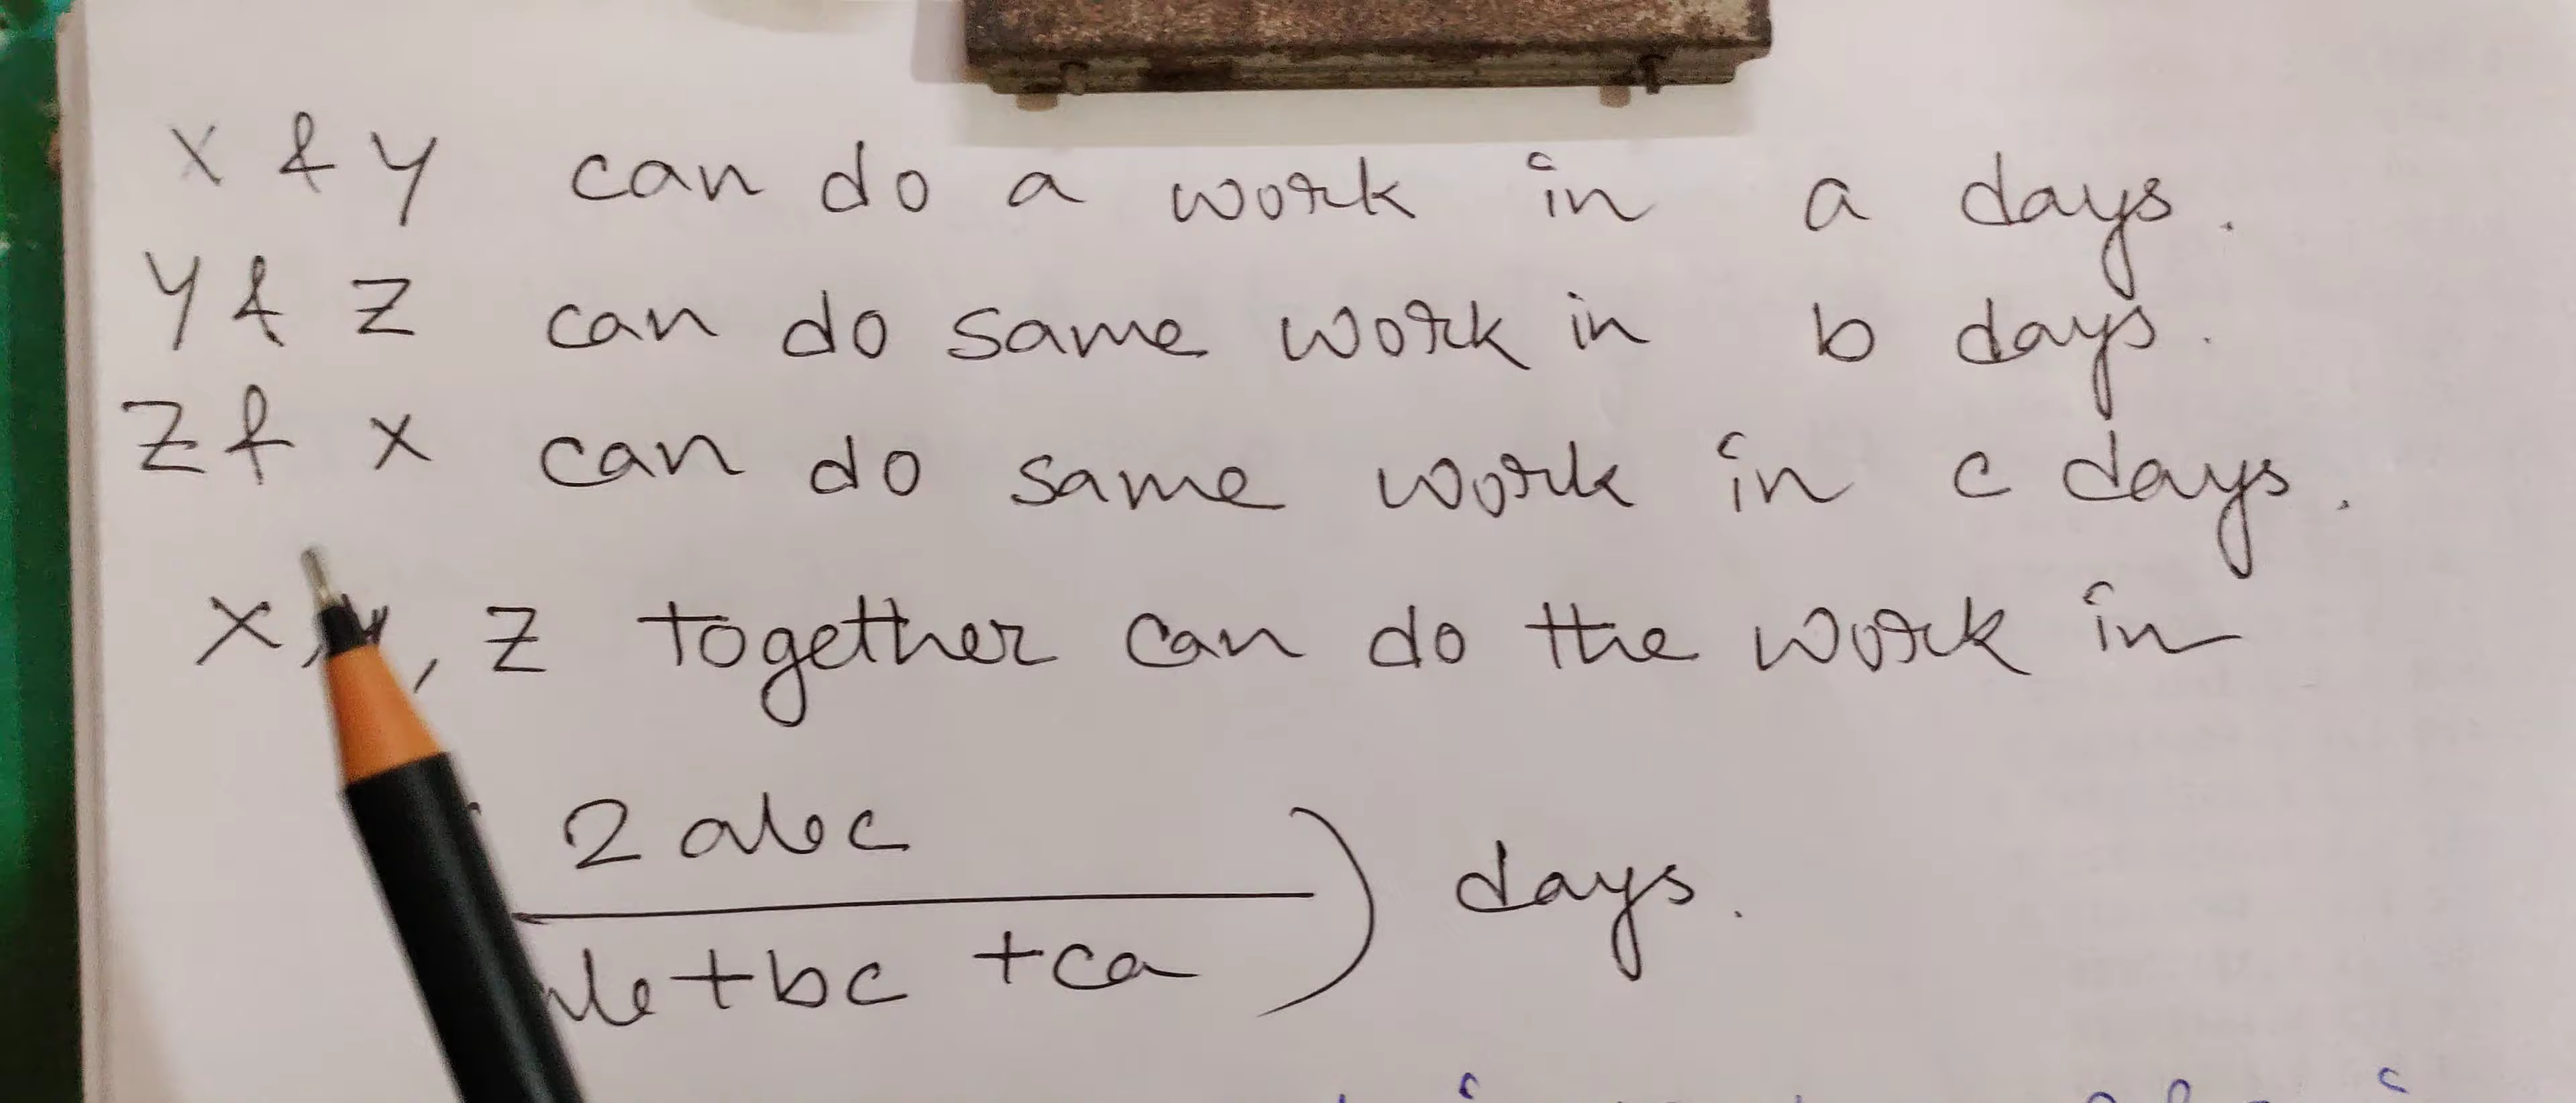 X & Y can do a work in a days.
Y & Z can do same work in b days.
Z & X can do same work in c days.
X, Y, Z together can do the work in
2abc
ab+bc +ca ) days.